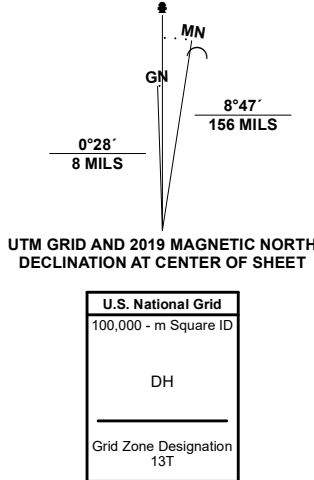 MN
GN
8°47´
156 MILS
0°28´
8 MILS
UTM GRID AND 2019 MAGNETIC NORTH
DECLINATION AT CENTER OF SHEET
U.S. National Grid
100,000 - m Square ID
DH
Grid Zone Designation
13T